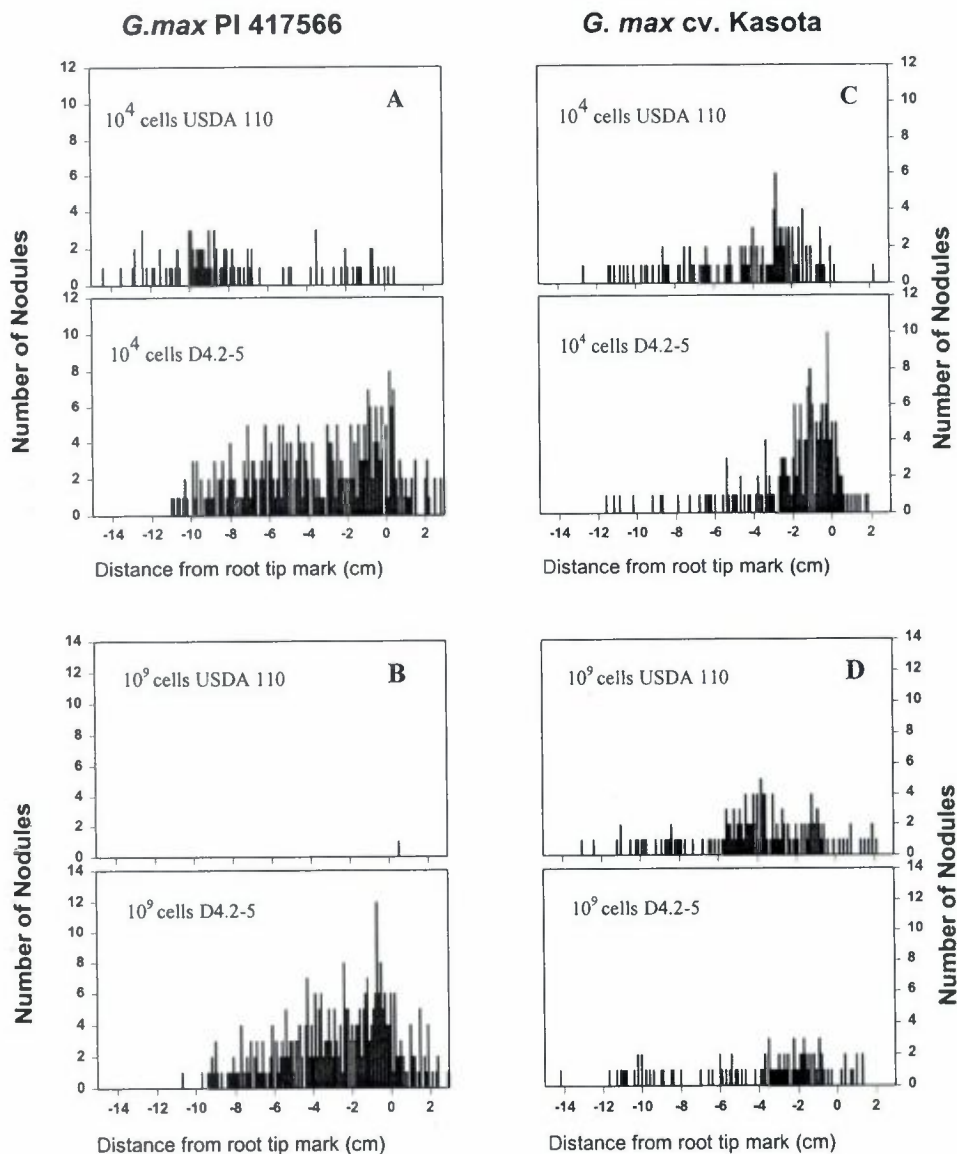 G.max PI 417566
G. max cv. Kasota
Number of Nodules
12
10
8
6
4
2
0
A
10^4 cells USDA 110
12
10
8
6
4
2
0
10^4 cells D4.2-5
-14 -12 -10 -8 -6 -4 -2 0 2
Distance from root tip mark (cm)
C
10^4 cells USDA 110
12
10
8
6
4
2
0
10^4 cells D4.2-5
12
10
8
6
4
2
0
Number of Nodules
-14 -12 -10 -8 -6 -4 -2 0 2
Distance from root tip mark (cm)
Number of Nodules
14
12
10
8
6
4
2
0
B
10^9 cells USDA 110
14
12
10
8
6
4
2
0
10^9 cells D4.2-5
-14 -12 -10 -8 -6 -4 -2 0 2
Distance from root tip mark (cm)
D
10^9 cells USDA 110
14
12
10
8
6
4
2
0
10^9 cells D4.2-5
14
12
10
8
6
4
2
0
Number of Nodules
-14 -12 -10 -8 -6 -4 -2 0 2
Distance from root tip mark (cm)